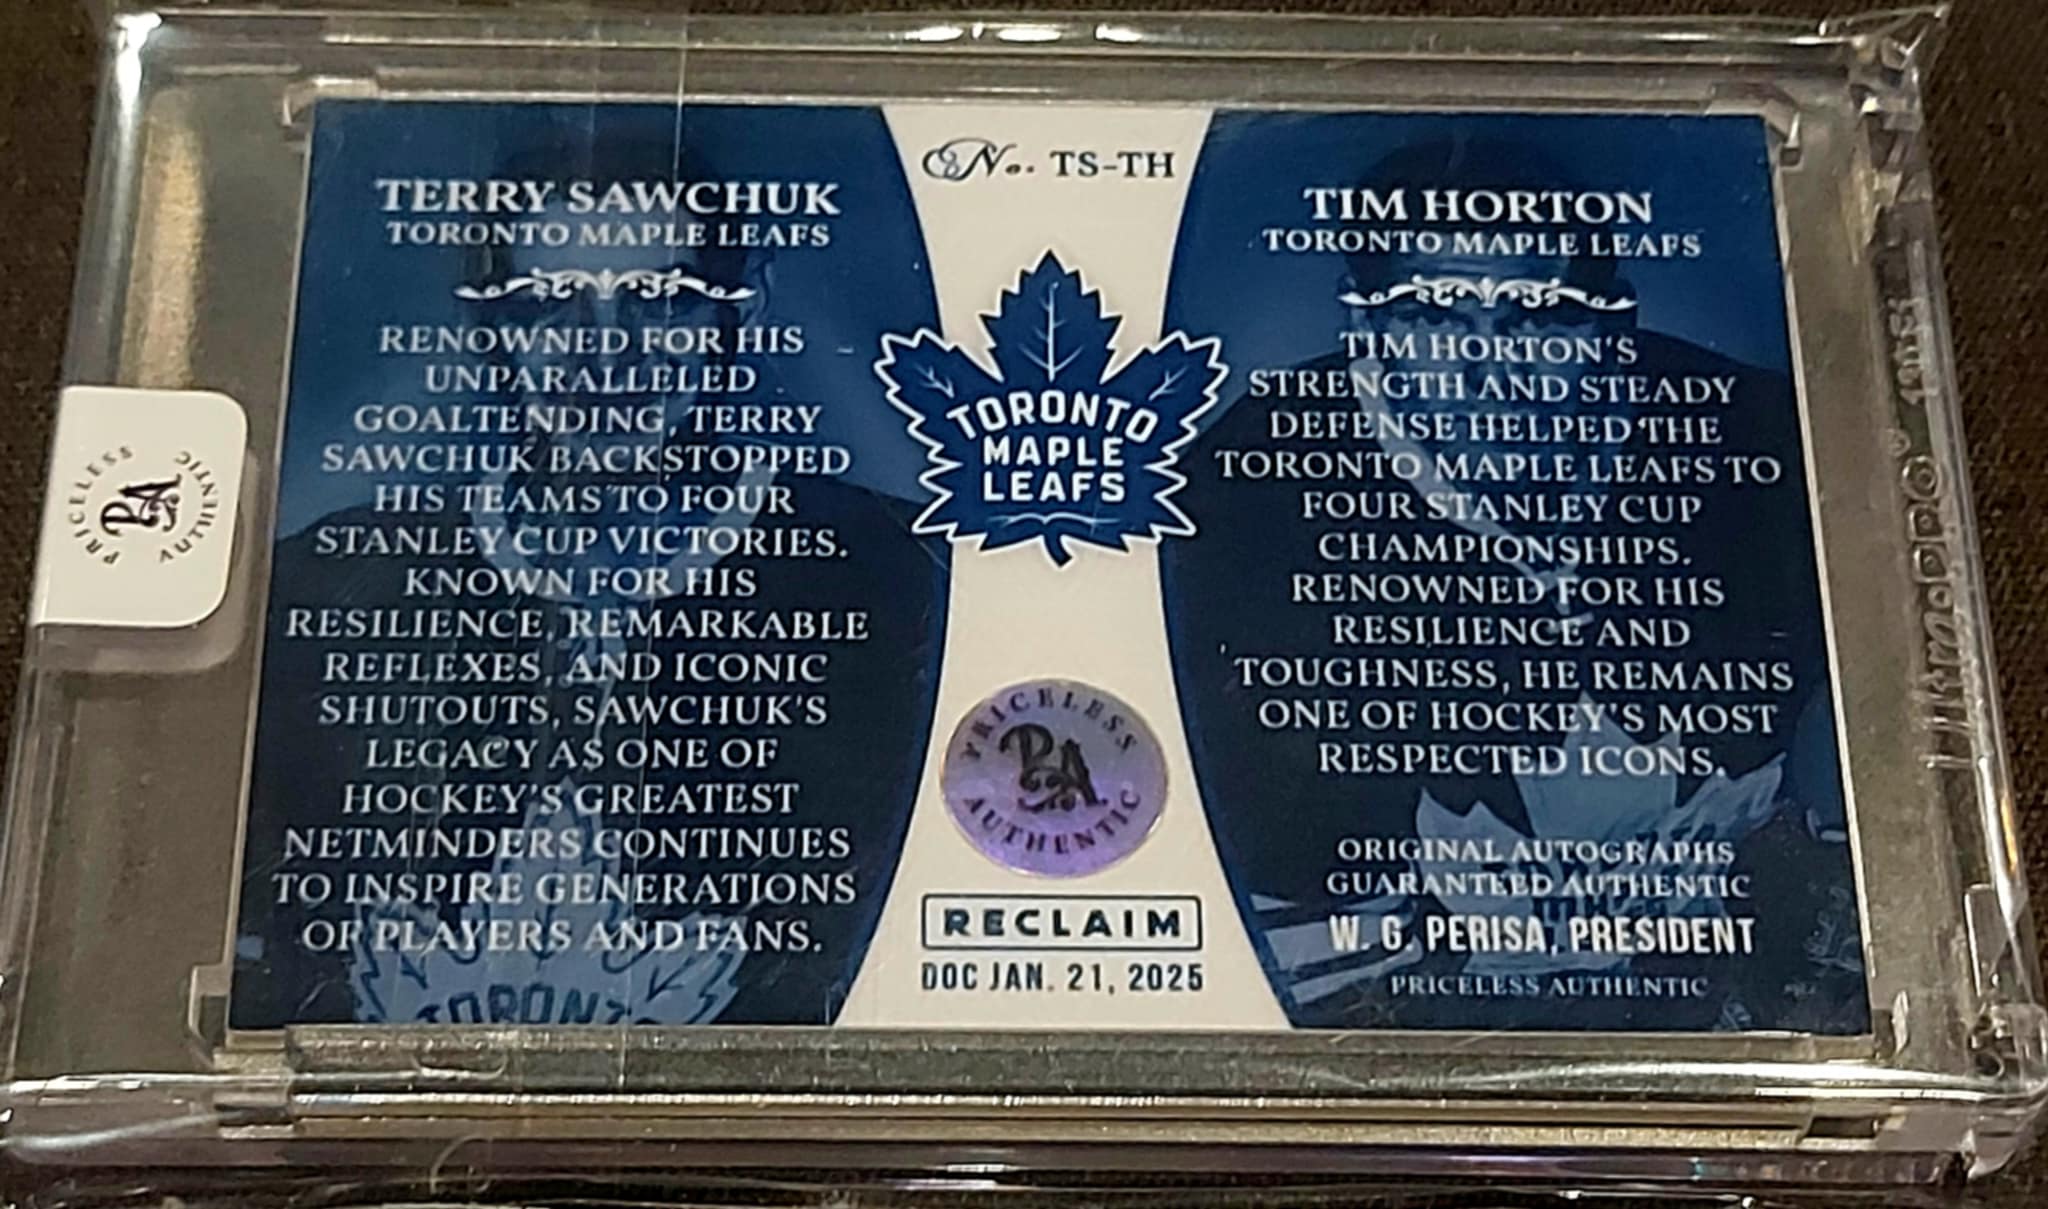 PRICELESS AUTHENTIC
PA
TERRY SAWCHUK
TORONTO MAPLE LEAFS
RENOWNED FOR HIS
UNPARALLELED
GOALTENDING, TERRY
SAWCHUK BACKSTOPPED
HIS TEAMS TO FOUR
STANLEY CUP VICTORIES.
KNOWN FOR HIS
RESILIENCE, REMARKABLE
REFLEXES, AND ICONIC
SHUTOUTS, SAWCHUK'S
LEGACY AS ONE OF
HOCKEY'S GREATEST
NETMINDERS CONTINUES
TO INSPIRE GENERATIONS
OF PLAYERS AND FANS.
TORONTO
No. TS-TH
TORONTO
MAPLE
LEAFS
PRICELESS
PA
AUTHENTIC
RECLAIM
DOC JAN. 21, 2025
TIM HORTON
TORONTO MAPLE LEAFS
TIM HORTON'S
STRENGTH AND STEADY
DEFENSE HELPED THE
TORONTO MAPLE LEAFS TO
FOUR STANLEY CUP
CHAMPIONSHIPS.
RENOWNED FOR HIS
RESILIENCE AND
TOUGHNESS, HE REMAINS
ONE OF HOCKEY'S MOST
RESPECTED ICONS.
ORIGINAL AUTOGRAPHS
GUARANTEED AUTHENTIC
W. G. PERISA, PRESIDENT
PRICELESS AUTHENTIC
UltraPRO